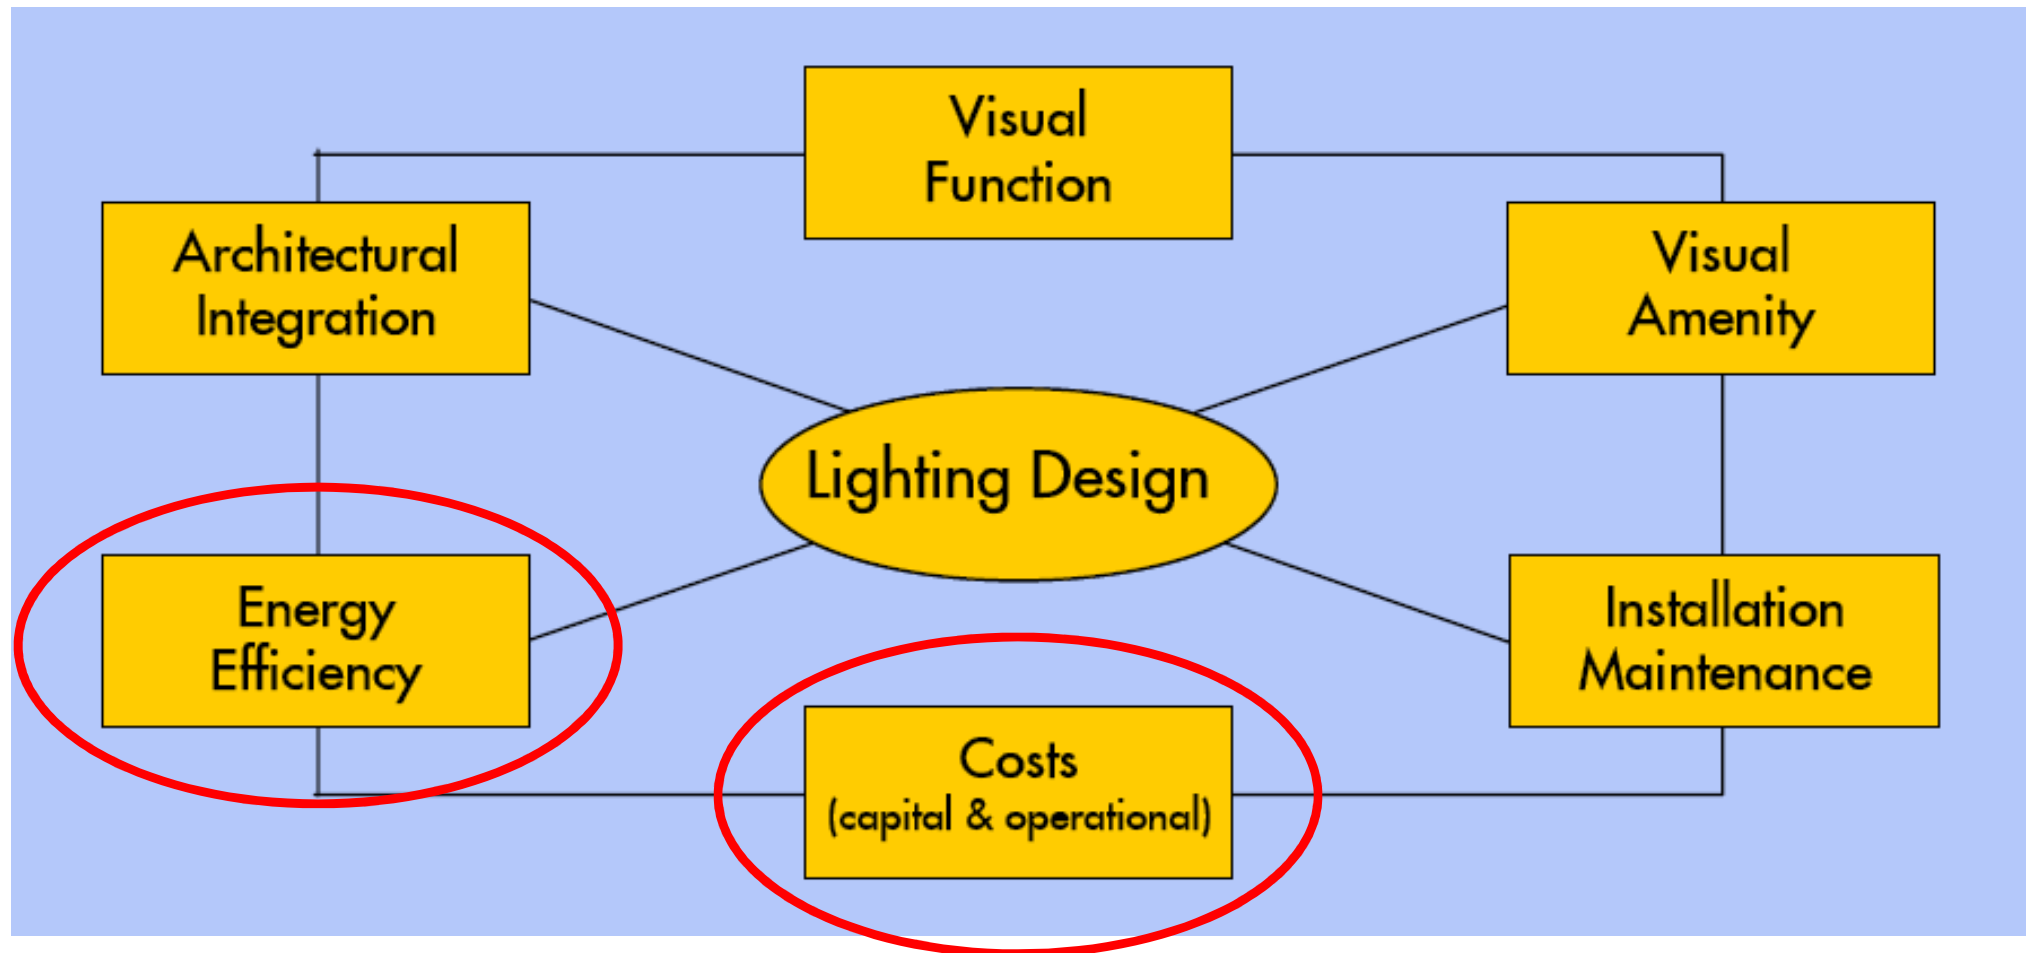 Visual
Function
Architectural
Integration
Visual
Amenity
Lighting Design
Energy
Efficiency
Installation
Maintenance
Costs
(capital & operational)